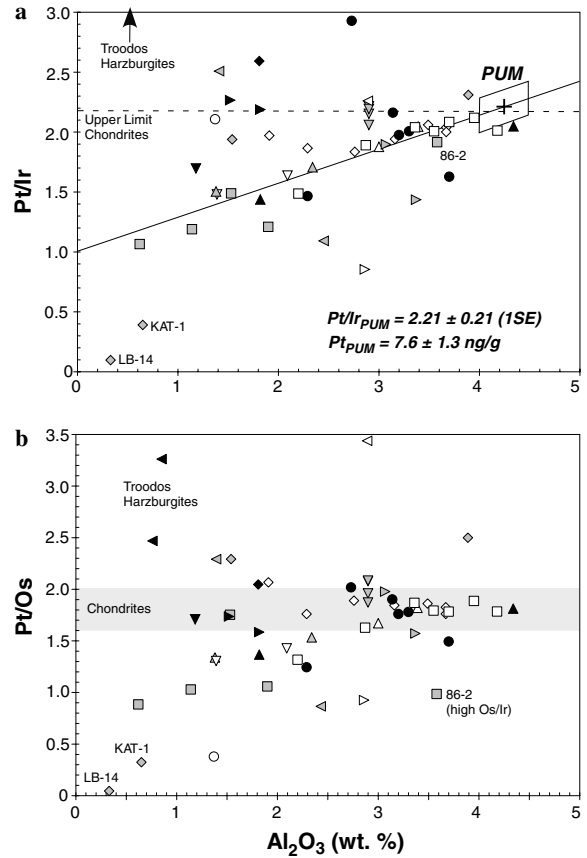 a
3.0
2.5
2.0
1.5
1.0
0.5
0
Pt/Ir
Troodos
Harzburgites
PUM
Upper Limit
Chondrites
86-2
KAT-1
LB-14
Pt/Ir_PUM = 2.21 ± 0.21 (1SE)
Pt_PUM = 7.6 ± 1.3 ng/g
0 1 2 3 4 5
b
3.5
3.0
2.5
2.0
1.5
1.0
0.5
0
Pt/Os
Troodos
Harzburgites
Chondrites
86-2
(high Os/Ir)
KAT-1
LB-14
0 1 2 3 4 5
Al₂O₃ (wt. %)